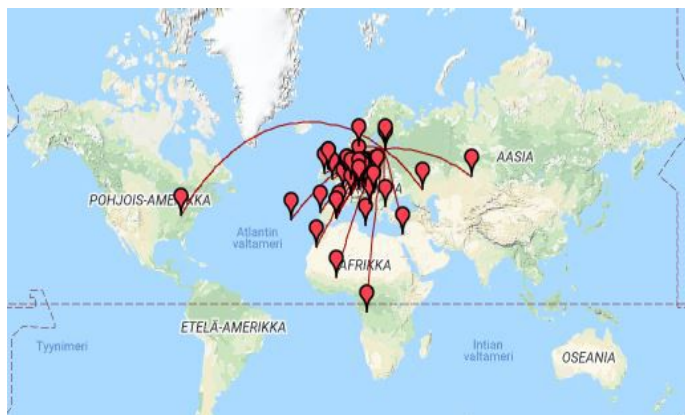 AASIA
POHJOIS-AMERIKKA
Atlantin
valtameri
AFRIKKA
ETELÄ-AMERIKKA
Tyynimeri
Intian
valtameri
OSEANIA